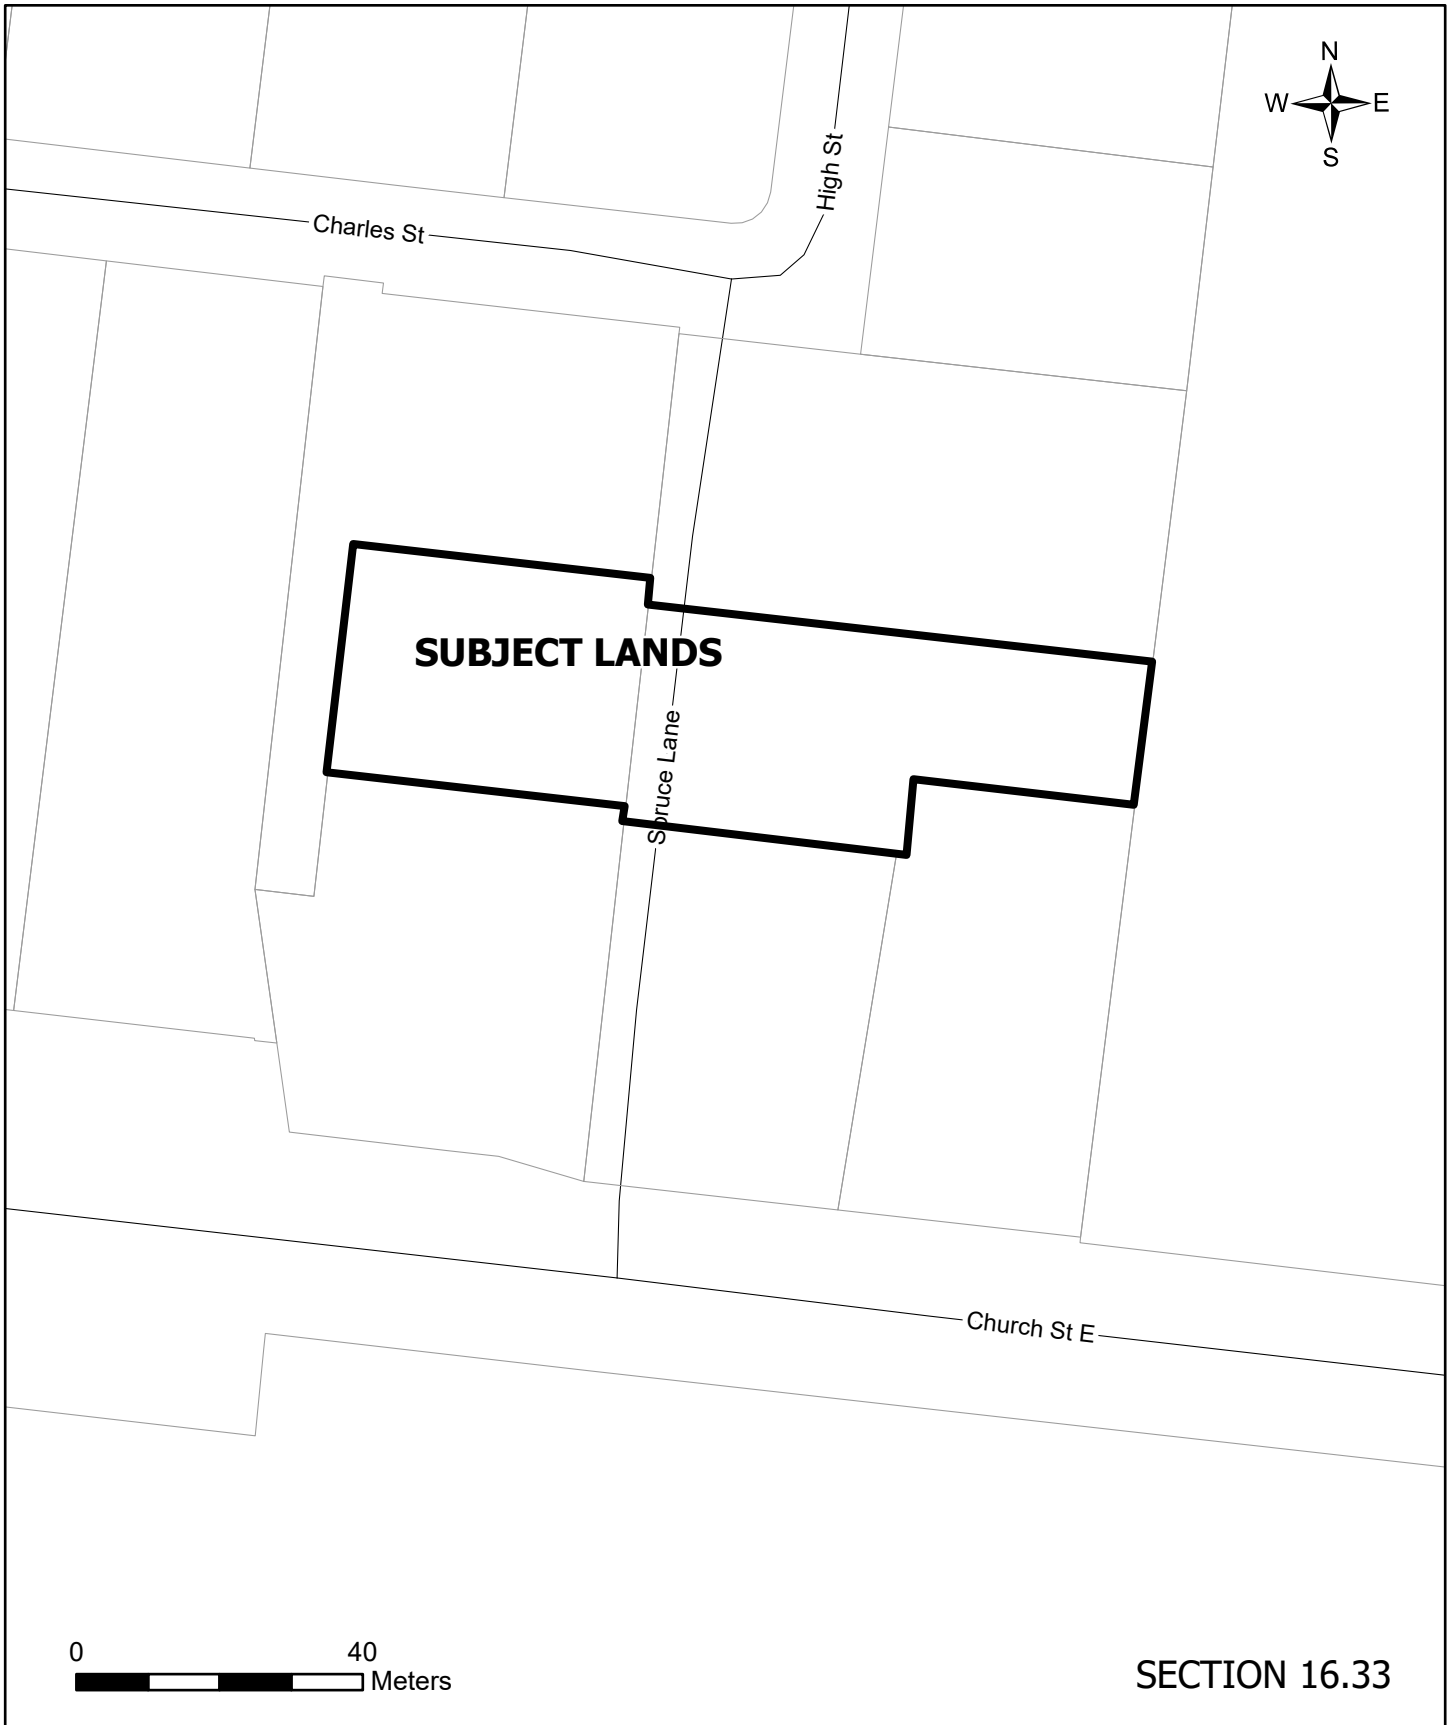 N
W E
S
High St
Charles St
SUBJECT LANDS
Spruce Lane
Church St E
0 40
Meters
SECTION 16.33